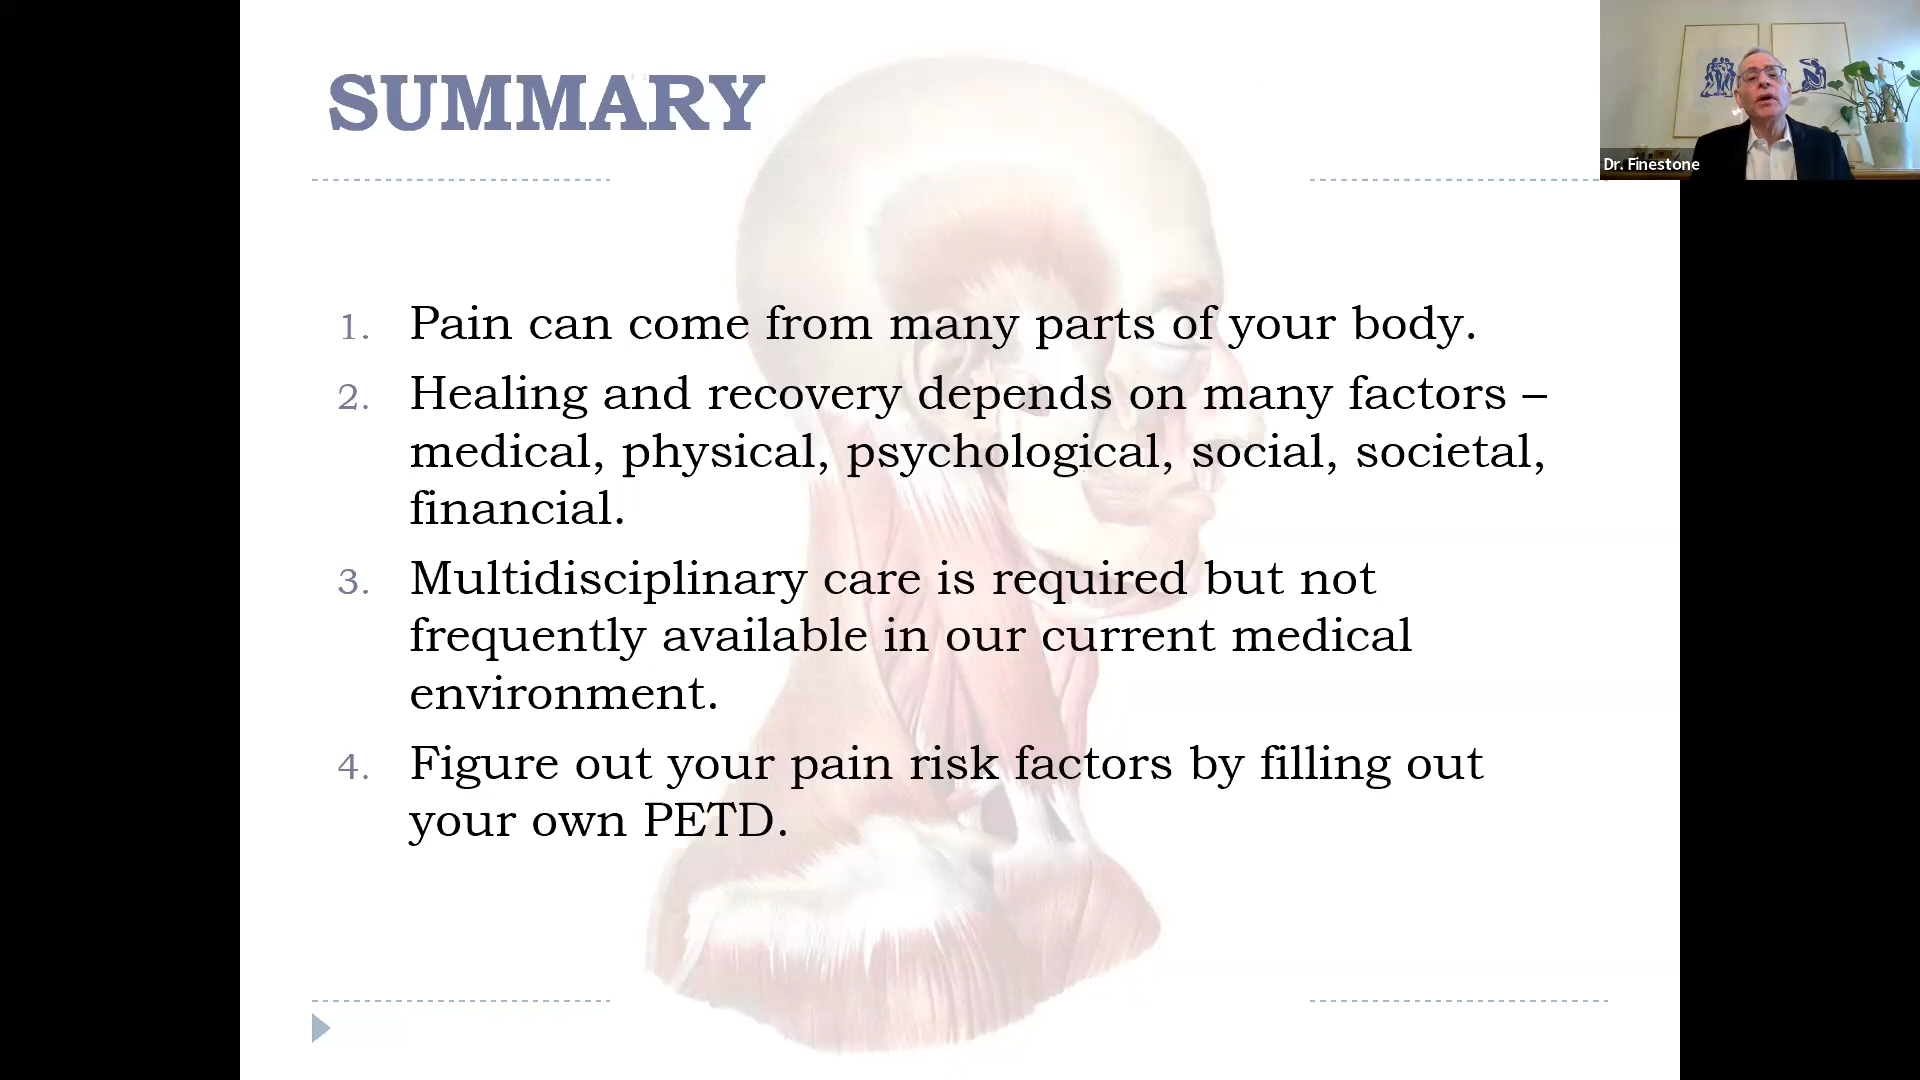 SUMMARY
Dr. Finestone
1. Pain can come from many parts of your body.
2. Healing and recovery depends on many factors –
medical, physical, psychological, social, societal,
financial.
3. Multidisciplinary care is required but not
frequently available in our current medical
environment.
4. Figure out your pain risk factors by filling out
your own PETD.